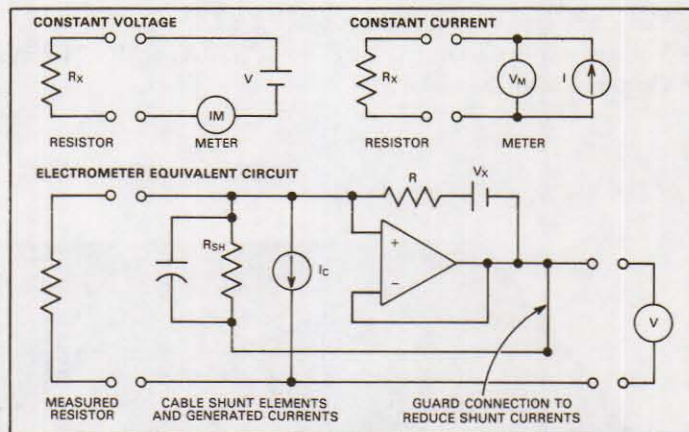 CONSTANT VOLTAGE
RX
V
IM
RESISTOR
METER
CONSTANT CURRENT
RX
VM
I
RESISTOR
METER
ELECTROMETER EQUIVALENT CIRCUIT
R
VX
RSH
IC
+
−
V
MEASURED
RESISTOR
CABLE SHUNT ELEMENTS
AND GENERATED CURRENTS
GUARD CONNECTION TO
REDUCE SHUNT CURRENTS